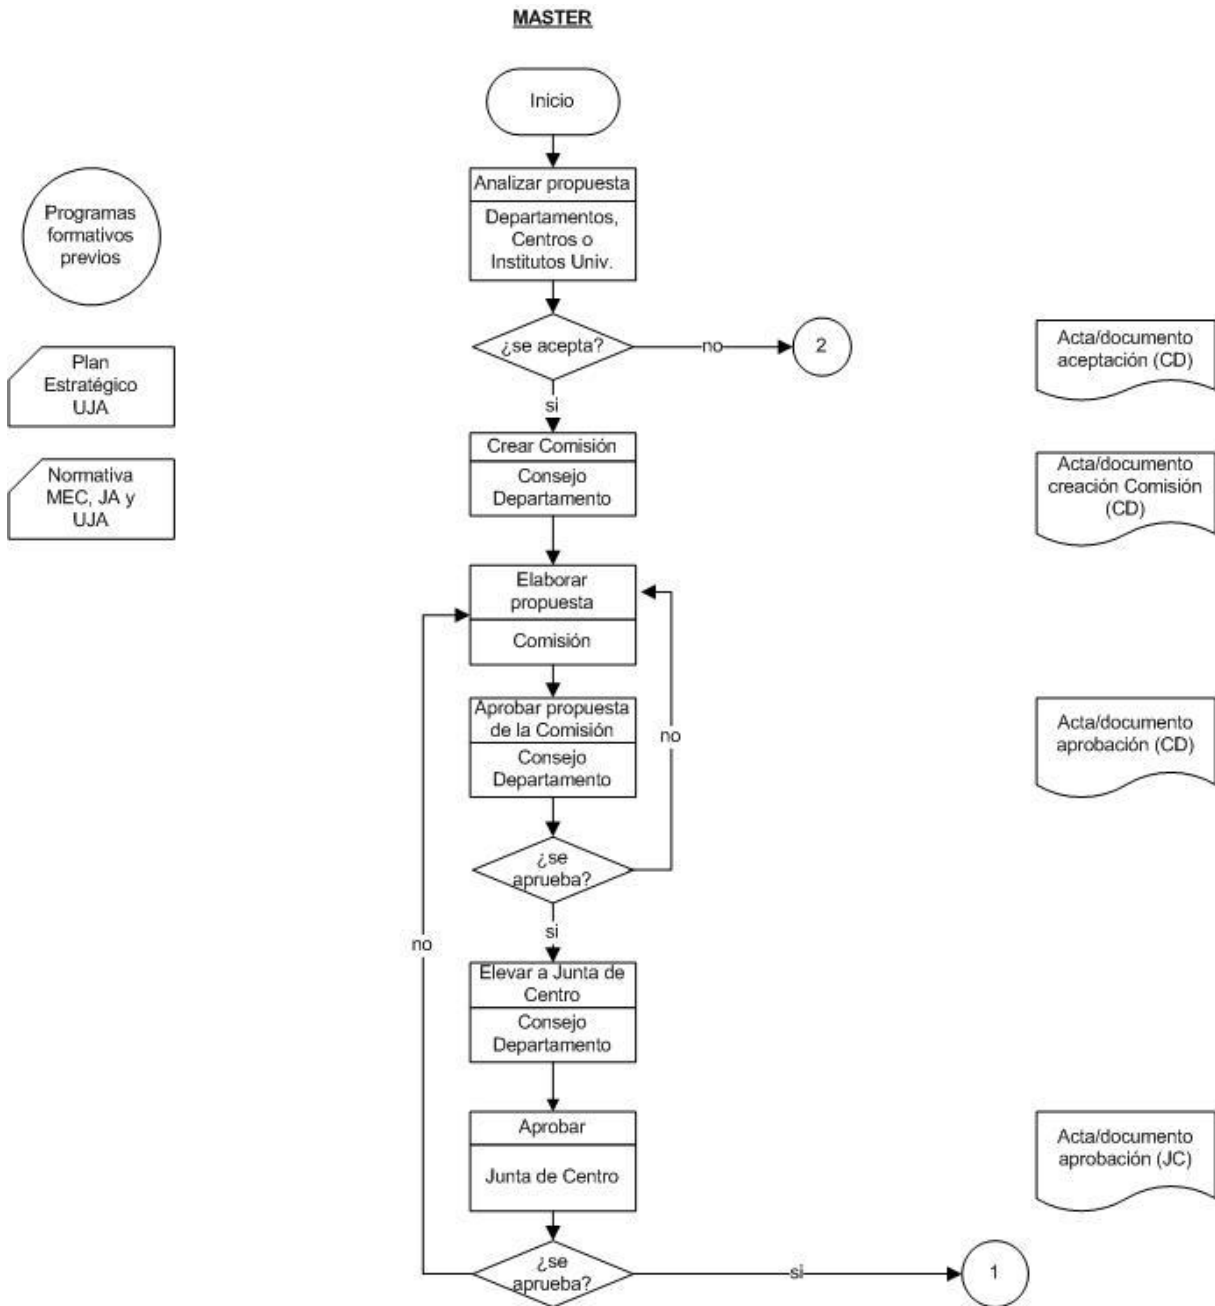 MASTER
Inicio
Analizar propuesta
Departamentos,
Centros o
Institutos Univ.
Programas
formativos
previos
¿se acepta?
no
2
Acta/documento
aceptación (CD)
Plan
Estratégico
UJA
si
Crear Comisión
Consejo
Departamento
Acta/documento
creación Comisión
(CD)
Normativa
MEC, JA y
UJA
Elaborar
propuesta
Comisión
Aprobar propuesta
de la Comisión
Consejo
Departamento
no
Acta/documento
aprobación (CD)
¿se
aprueba?
si
no
Elevar a Junta de
Centro
Consejo
Departamento
Aprobar
Junta de Centro
Acta/documento
aprobación (JC)
¿se
aprueba?
si
1